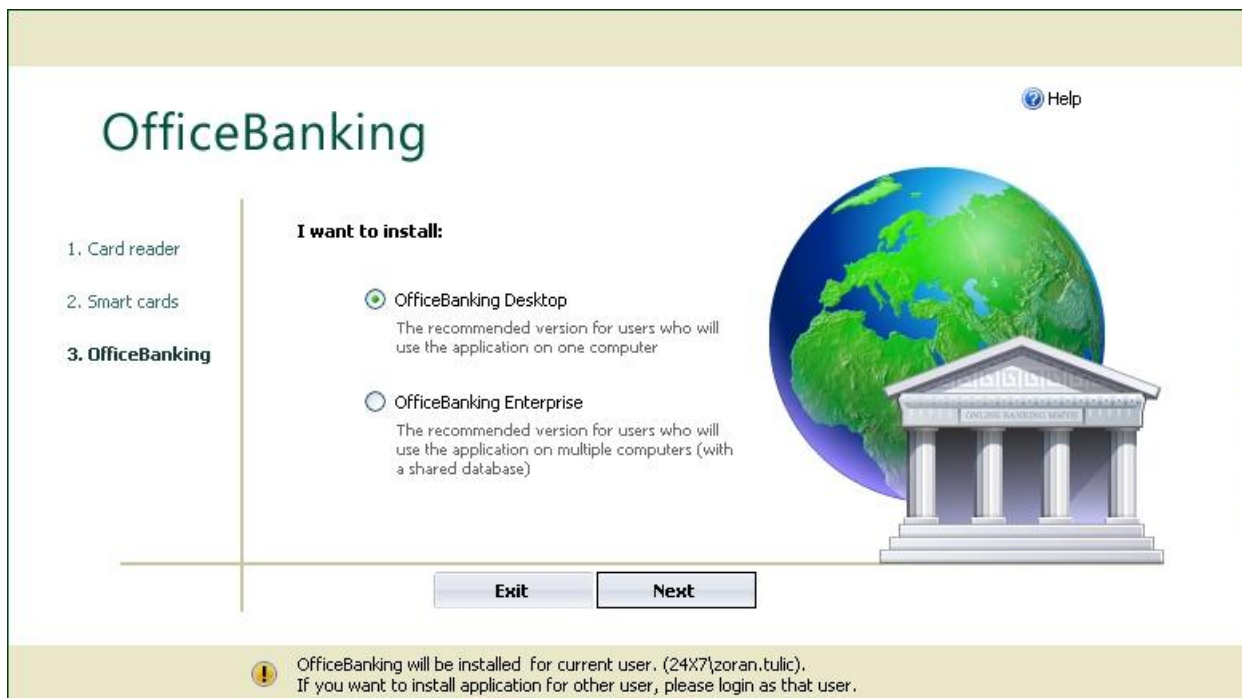 Help
OfficeBanking
I want to install:
1. Card reader
2. Smart cards
3. OfficeBanking
OfficeBanking Desktop
The recommended version for users who will
use the application on one computer
OfficeBanking Enterprise
The recommended version for users who will
use the application on multiple computers (with
a shared database)
ONLINE BANKING MMVII
Exit
Next
OfficeBanking will be installed for current user. (24X7\zoran.tulic).
If you want to install application for other user, please login as that user.